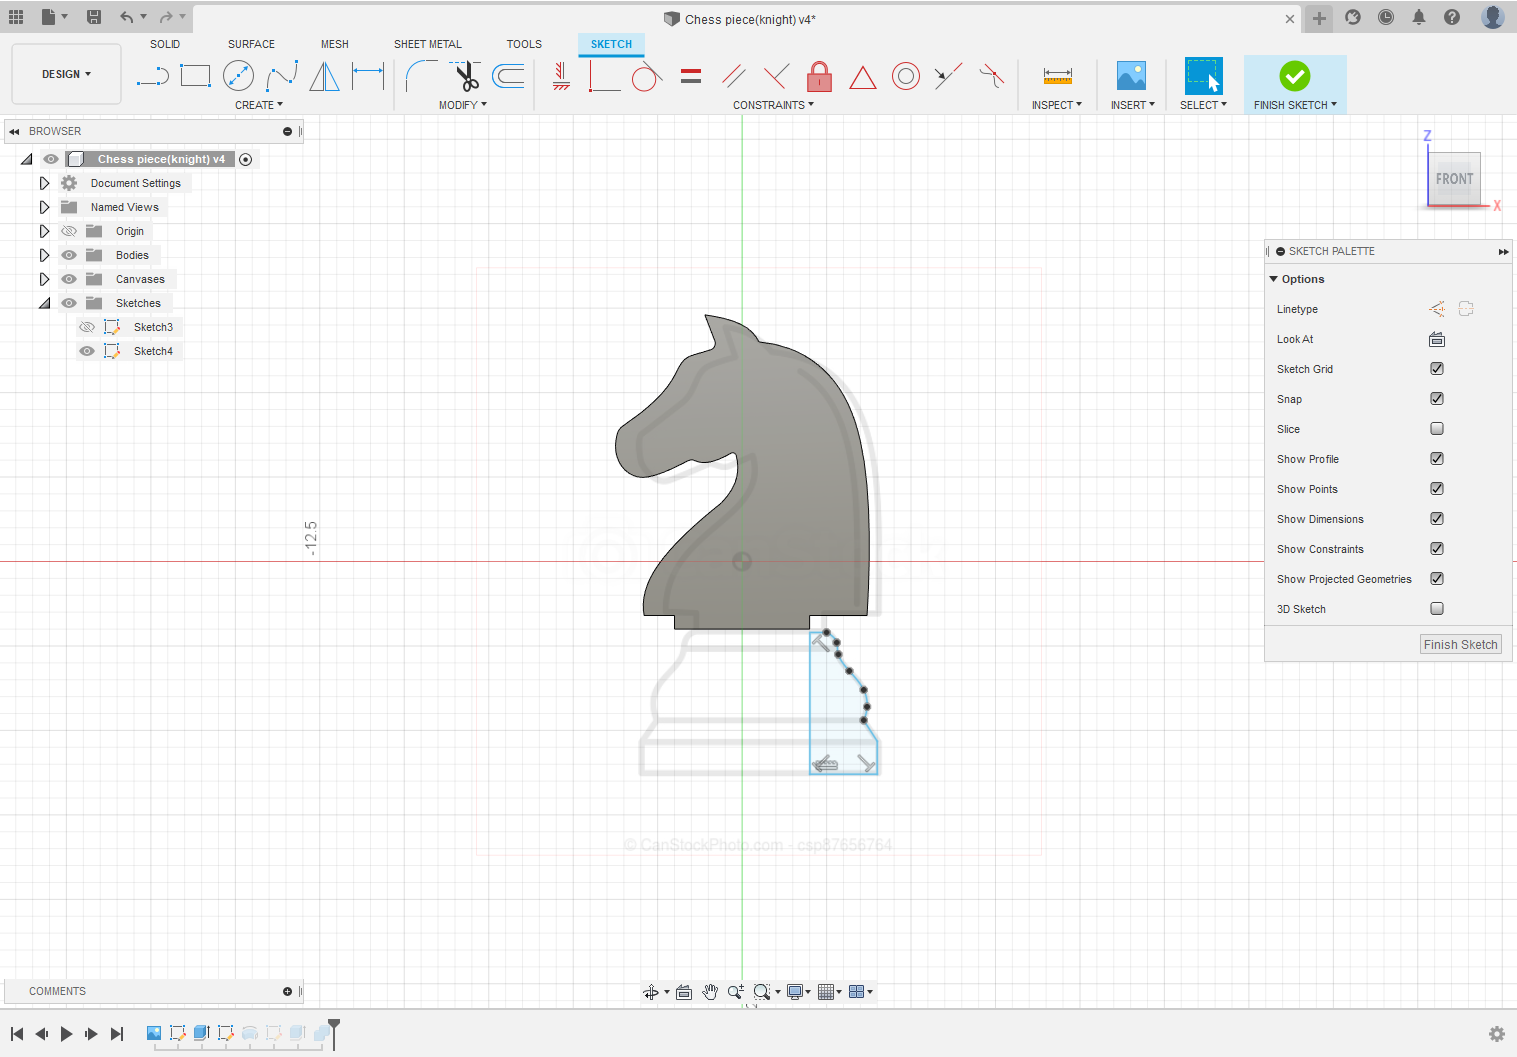 Chess piece(knight) v4*
SOLID
SURFACE
MESH
SHEET METAL
TOOLS
SKETCH
DESIGN
CREATE
MODIFY
CONSTRAINTS
INSPECT
INSERT
SELECT
FINISH SKETCH
BROWSER
Chess piece(knight) v4
Document Settings
Named Views
Origin
Bodies
Canvases
Sketches
Sketch3
Sketch4
Z
FRONT
X
SKETCH PALETTE
Options
Linetype
Look At
Sketch Grid
Snap
Slice
Show Profile
Show Points
Show Dimensions
Show Constraints
Show Projected Geometries
3D Sketch
Finish Sketch
-12.5
© CanStockPhoto.com - csp87656764
COMMENTS